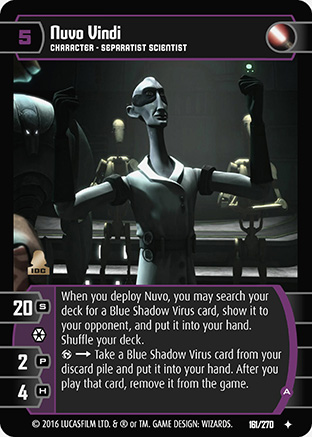 5
Nuvo Vindi
CHARACTER - SEPARATIST SCIENTIST
IBC
20 S
2 P
4 H
When you deploy Nuvo, you may search your
deck for a Blue Shadow Virus card, show it to
your opponent, and put it into your hand.
Shuffle your deck.
→ Take a Blue Shadow Virus card from your
discard pile and put it into your hand. After you
play that card, remove it from the game.
A
© 2016 LUCASFILM LTD. & ® OR TM. GAME DESIGN: WIZARDS. 161/270